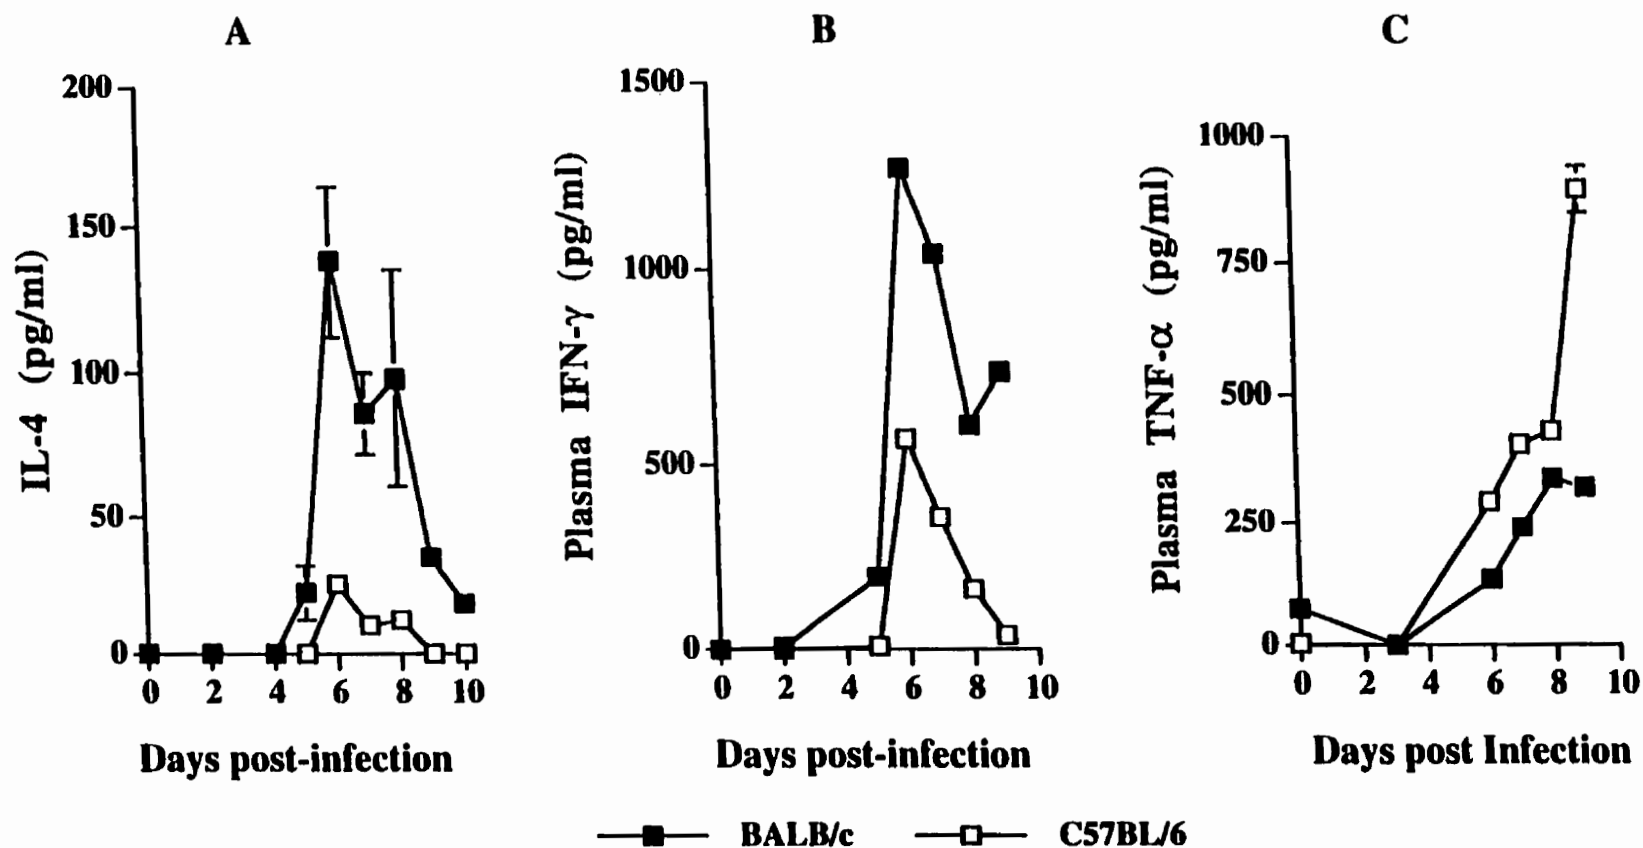 A
B
C
IL-4 (pg/ml)
200
150
100
50
0
0 2 4 6 8 10
Days post-infection
Plasma IFN-γ (pg/ml)
1500
1000
500
0
0 2 4 6 8 10
Days post-infection
Plasma TNF-α (pg/ml)
1000
750
500
250
0
0 2 4 6 8 10
Days post Infection
BALB/c
C57BL/6